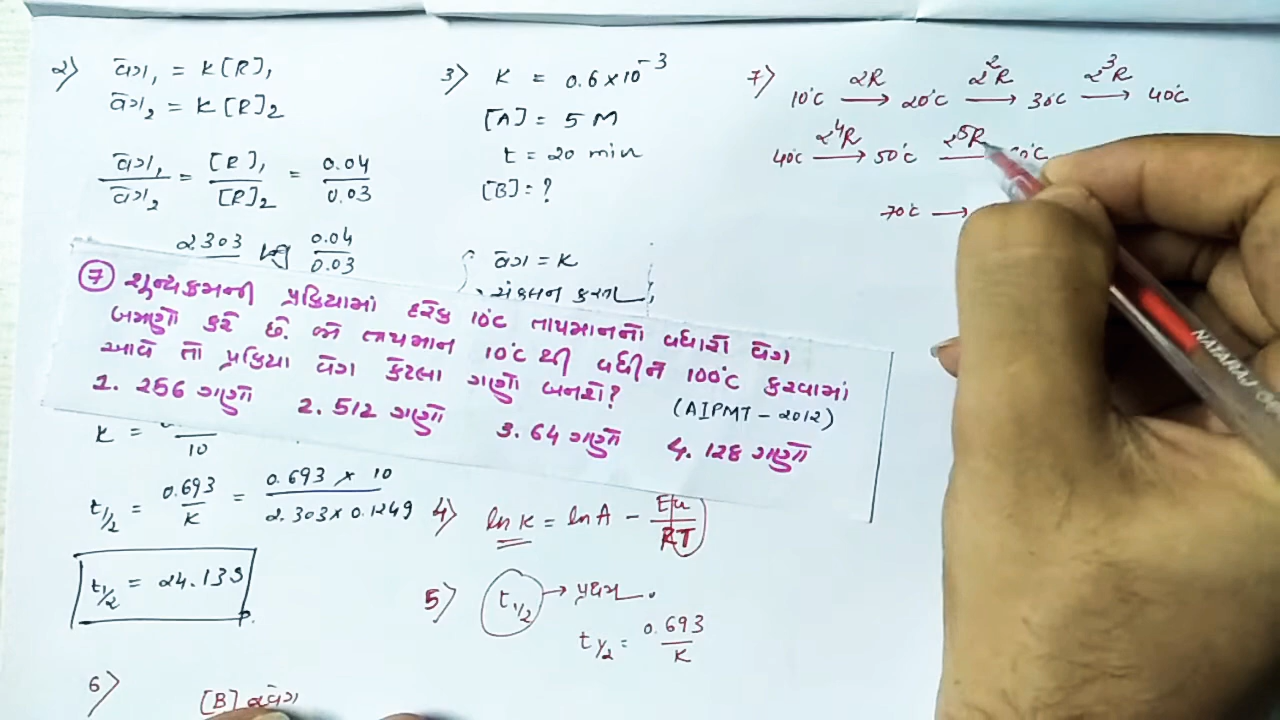 ૨) વેગ₁ = K[R]₁
વેગ₂ = K[R]₂
વેગ₁ / વેગ₂ = [R]₁ / [R]₂ = 0.04 / 0.03
2.303 log 0.04 / 0.03
K =
10
t½ = 0.693 / K = 0.693 × 10 / 2.303 × 0.1249
t½ = 24.13 S
3) K = 0.6 × 10⁻³
[A] = 5 M
t = 20 min
[B] = ?
વેગ = K
સંકલન કરતા
7) 10°C ⟶ 2R 20°C ⟶ 2²R 30°C ⟶ 2³R 40°C
40°C ⟶ 2⁴R 50°C ⟶ 2⁵R
70°C ⟶
⑦ શૂન્યક્રમની પ્રક્રિયામાં દરેક 10°C તાપમાનનો વધારો વેગ
બમણો કરે છે. જો તાપમાન 10°C થી વધીને 100°C કરવામાં
આવે તો પ્રક્રિયા વેગ કેટલા ગણો બનશે?
(AIPMT - 2012)
1. 256 ગણો 2. 512 ગણો 3. 64 ગણો 4. 128 ગણો
4) ln K = ln A - Ea / RT
5) t½ → પ્રથમ
t½ = 0.693 / K
6) [B] નો વેગ
NATARAJ